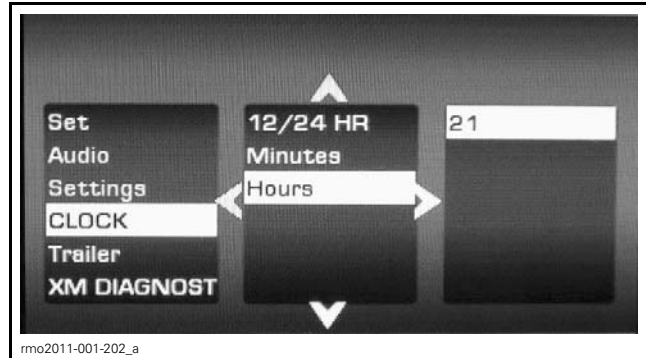 Set
Audio
Settings
CLOCK
Trailer
XM DIAGNOST
12/24 HR
Minutes
Hours
21
rmo2011-001-202_a